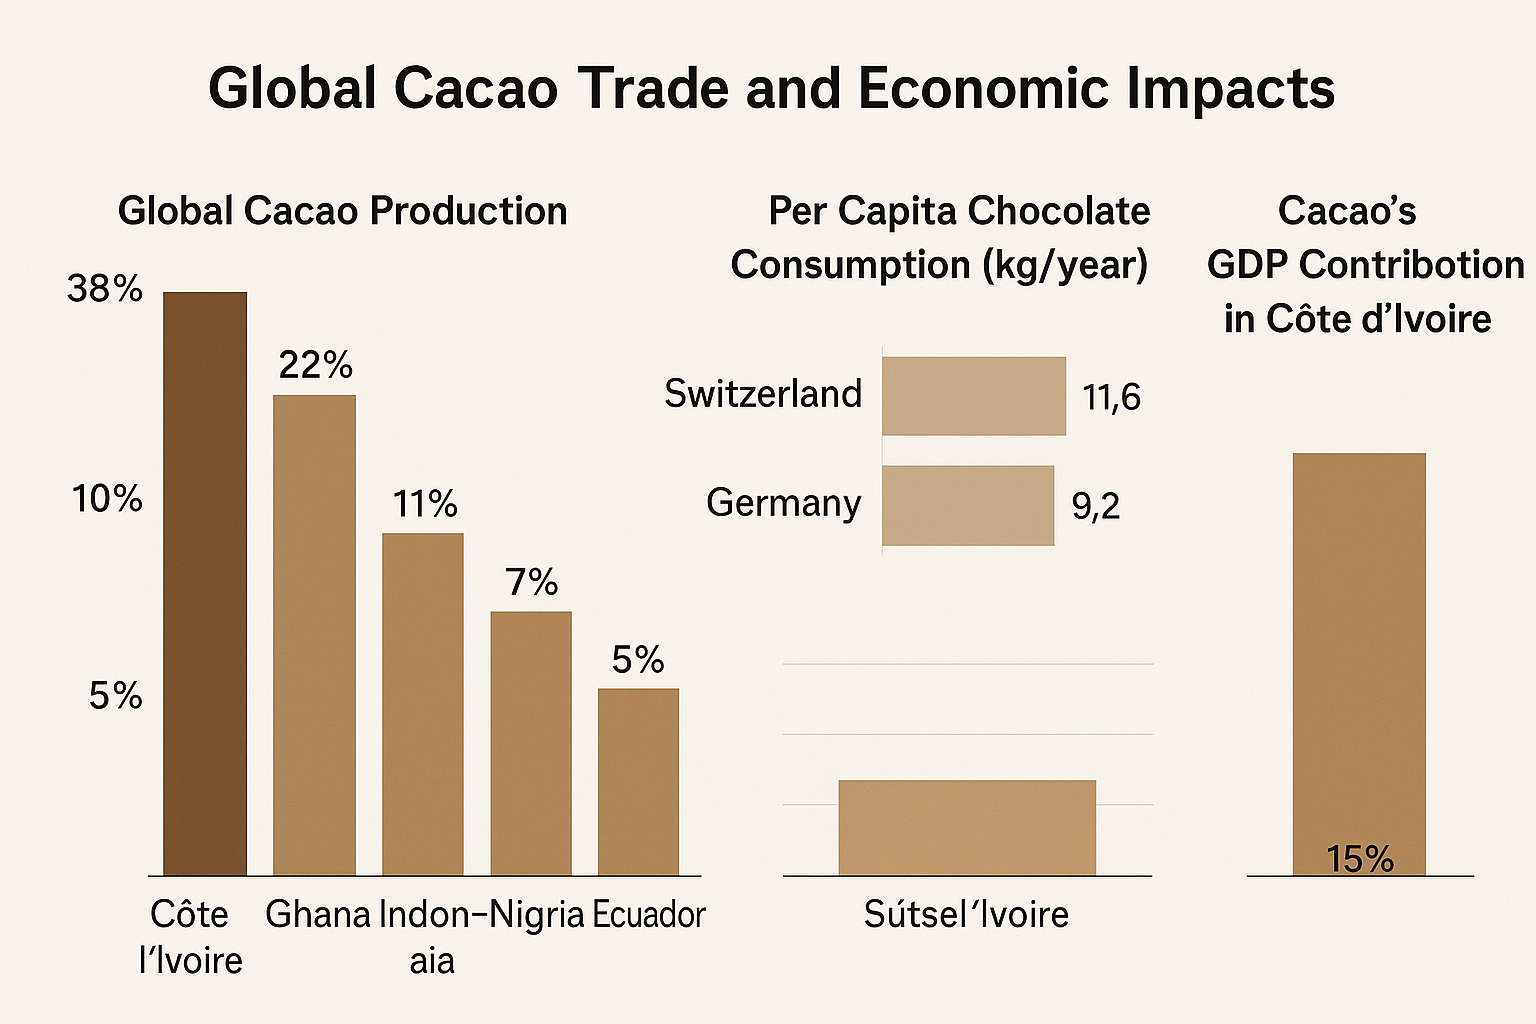 Global Cacao Trade and Economic Impacts
Global Cacao Production
38%
22%
10%
11%
7%
5%
5%
Côte
l'Ivoire
Ghana
Indon–
aia
Nigria
Ecuador
Per Capita Chocolate
Consumption (kg/year)
Switzerland
11,6
Germany
9,2
Sútsel‘Ivoire
Cacao’s
GDP Contribotion
in Côte d’Ivoire
15%